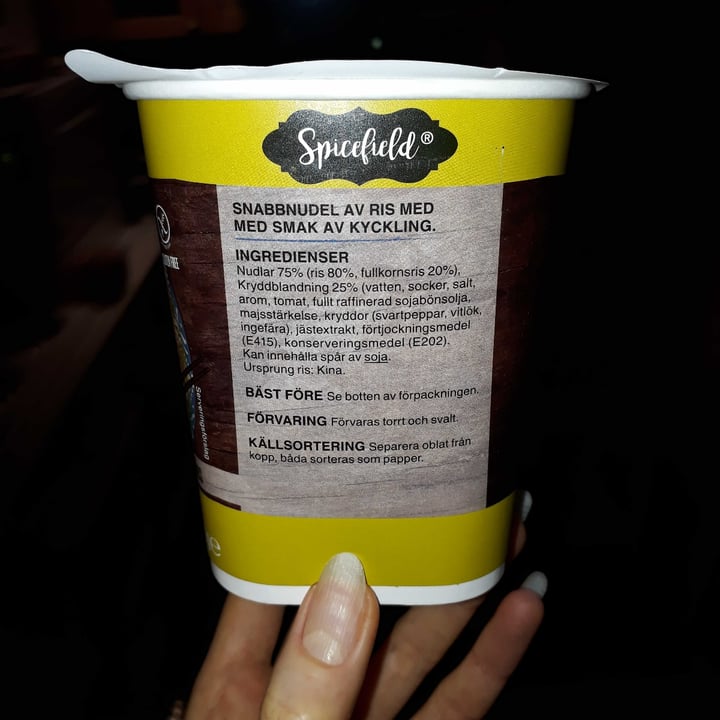 Spicefield®
SNABBNUDEL AV RIS MED
MED SMAK AV KYCKLING.
INGREDIENSER
Nudlar 75% (ris 80%, fullkornsris 20%),
Kryddblandning 25% (vatten, socker, salt,
arom, tomat, fullt raffinerad sojabönsolja,
majsstärkelse, kryddor (svartpeppar, vitlök,
ingefära), jästextrakt, förtjockningsmedel
(E415), konserveringsmedel (E202).
Kan innehålla spår av soja.
Ursprung ris: Kina.
BÄST FÖRE Se botten av förpackningen.
FÖRVARING Förvaras torrt och svalt.
KÄLLSORTERING Separera oblat från
kopp, båda sorteras som papper.
Serveringsförslag